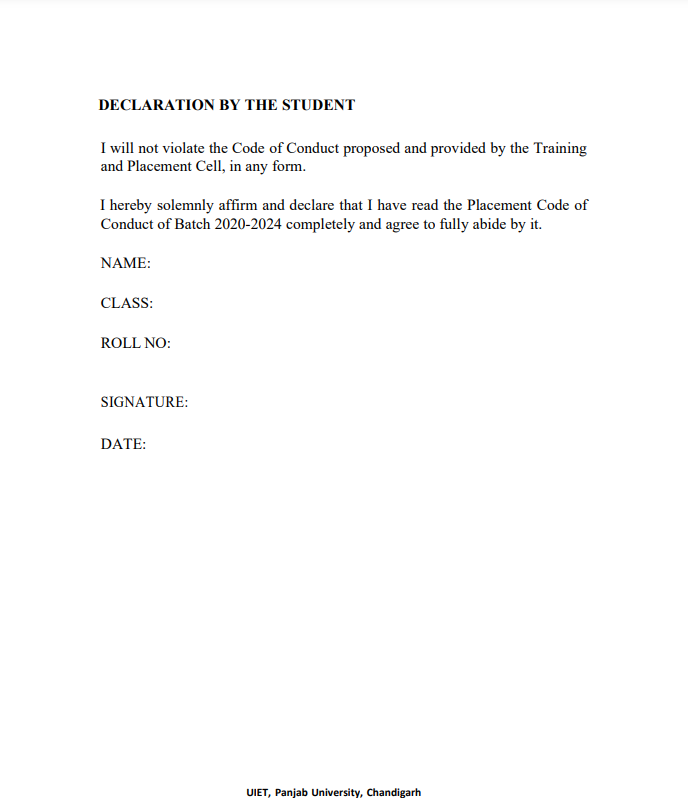 DECLARATION BY THE STUDENT
I will not violate the Code of Conduct proposed and provided by the Training
and Placement Cell, in any form.
I hereby solemnly affirm and declare that I have read the Placement Code of
Conduct of Batch 2020-2024 completely and agree to fully abide by it.
NAME:
CLASS:
ROLL NO:
SIGNATURE:
DATE:
UIET, Panjab University, Chandigarh